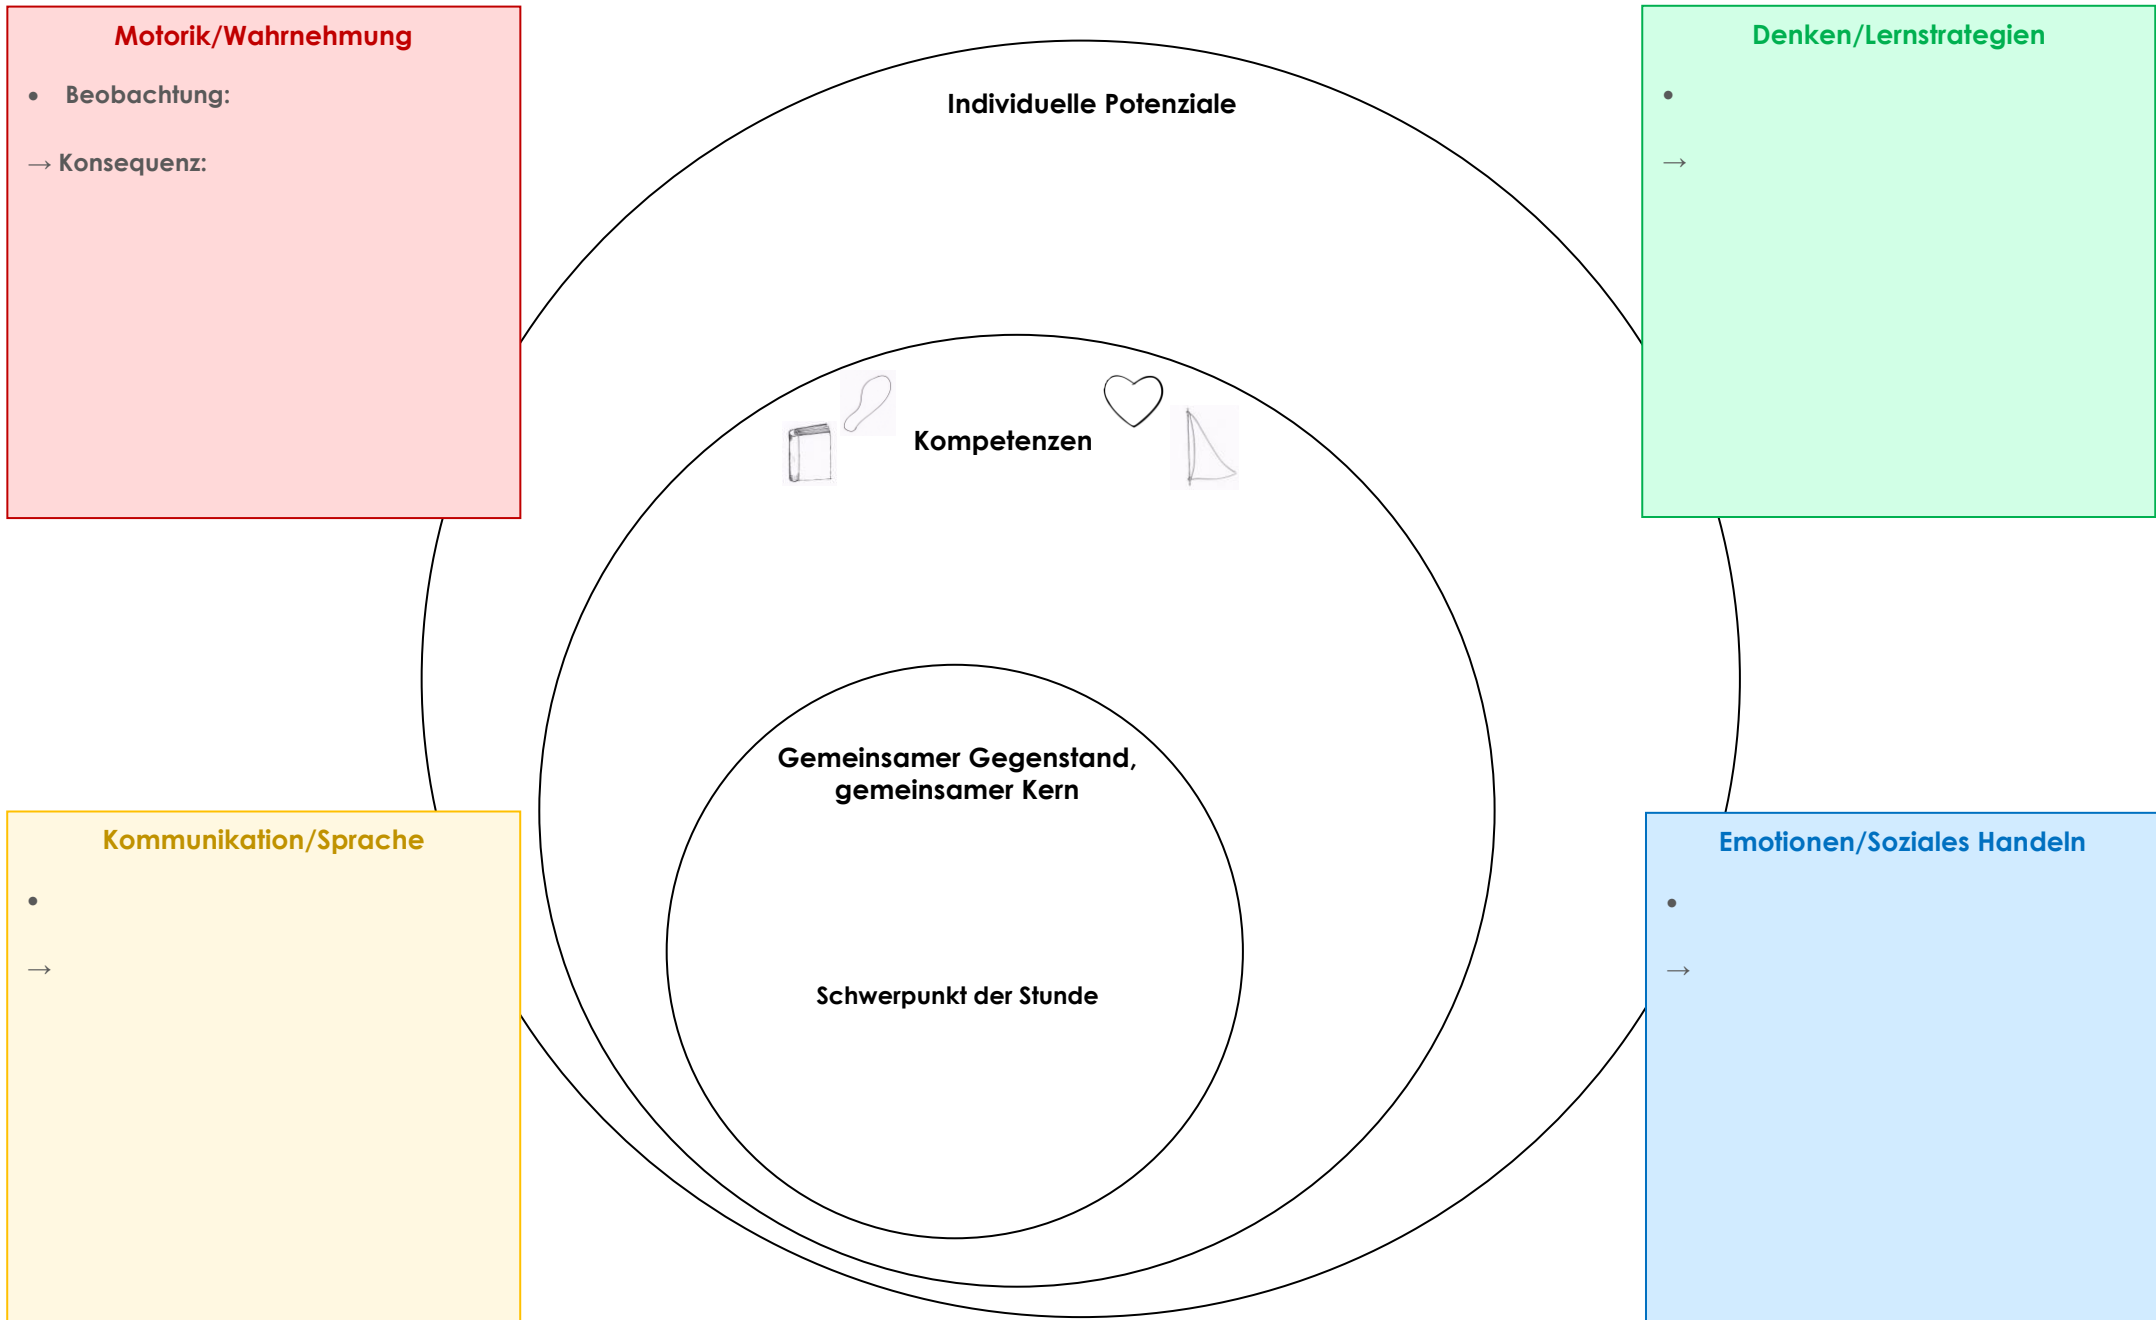 Motorik/Wahrnehmung
• Beobachtung:
→ Konsequenz:
Individuelle Potenziale
Denken/Lernstrategien
•
→
Kompetenzen
Gemeinsamer Gegenstand,
gemeinsamer Kern
Schwerpunkt der Stunde
Kommunikation/Sprache
•
→
Emotionen/Soziales Handeln
•
→